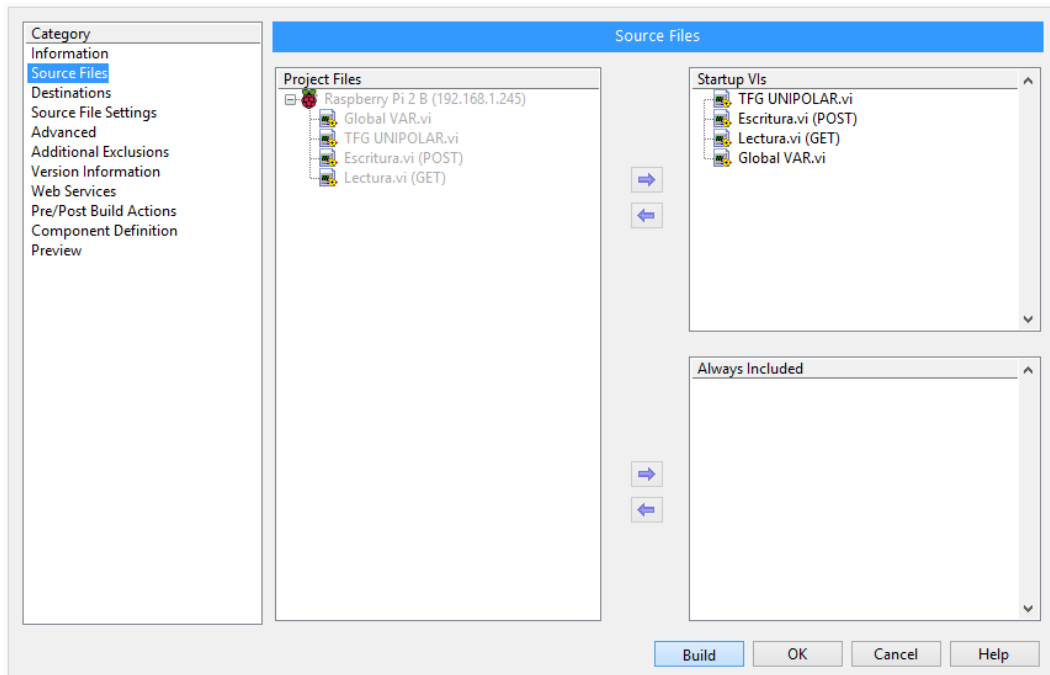 Category
Information
Source Files
Destinations
Source File Settings
Advanced
Additional Exclusions
Version Information
Web Services
Pre/Post Build Actions
Component Definition
Preview
Source Files
Project Files
Raspberry Pi 2 B (192.168.1.245)
Global VAR.vi
TFG UNIPOLAR.vi
Escritura.vi (POST)
Lectura.vi (GET)
Startup VIs
TFG UNIPOLAR.vi
Escritura.vi (POST)
Lectura.vi (GET)
Global VAR.vi
Always Included
Build
OK
Cancel
Help